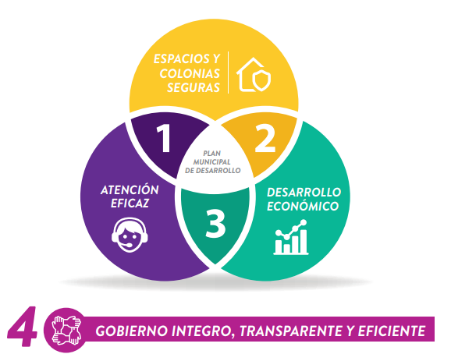 ESPACIOS Y
COLONIAS
SEGURAS
1
2
PLAN
MUNICIPAL
DE DESARROLLO
ATENCIÓN
EFICAZ
DESARROLLO
ECONÓMICO
3
4 GOBIERNO INTEGRO, TRANSPARENTE Y EFICIENTE